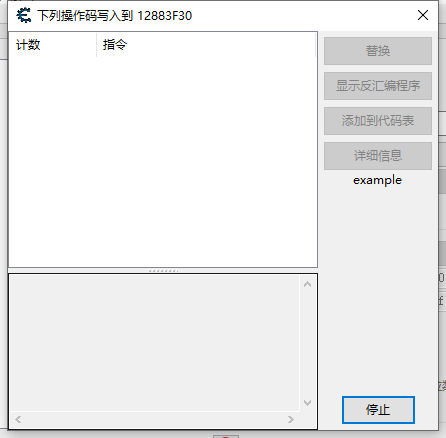 下列操作码写入到 12883F30
计数 指令
替换
显示反汇编程序
添加到代码表
详细信息
example
停止